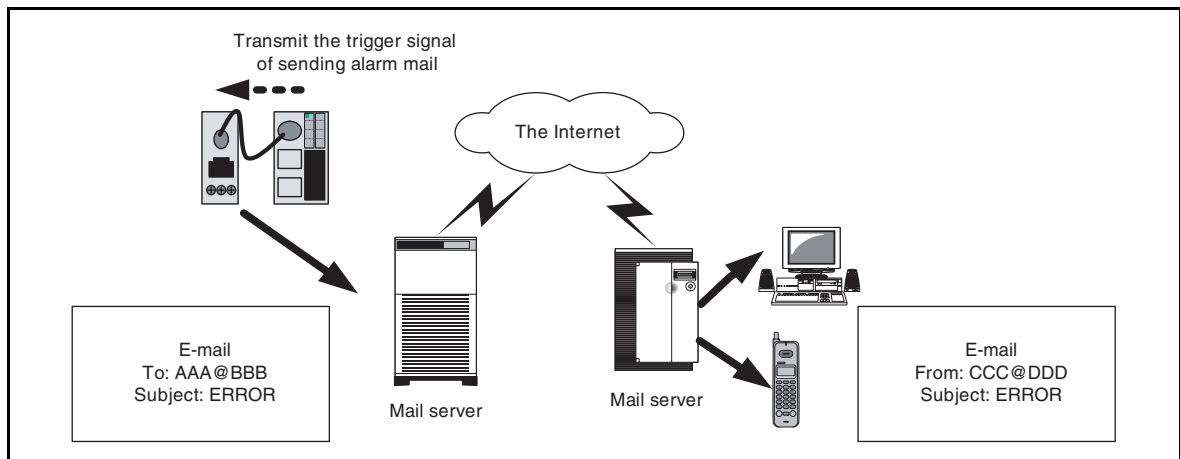 Transmit the trigger signal
of sending alarm mail
The Internet
E-mail
To: AAA@BBB
Subject: ERROR
Mail server
Mail server
E-mail
From: CCC@DDD
Subject: ERROR